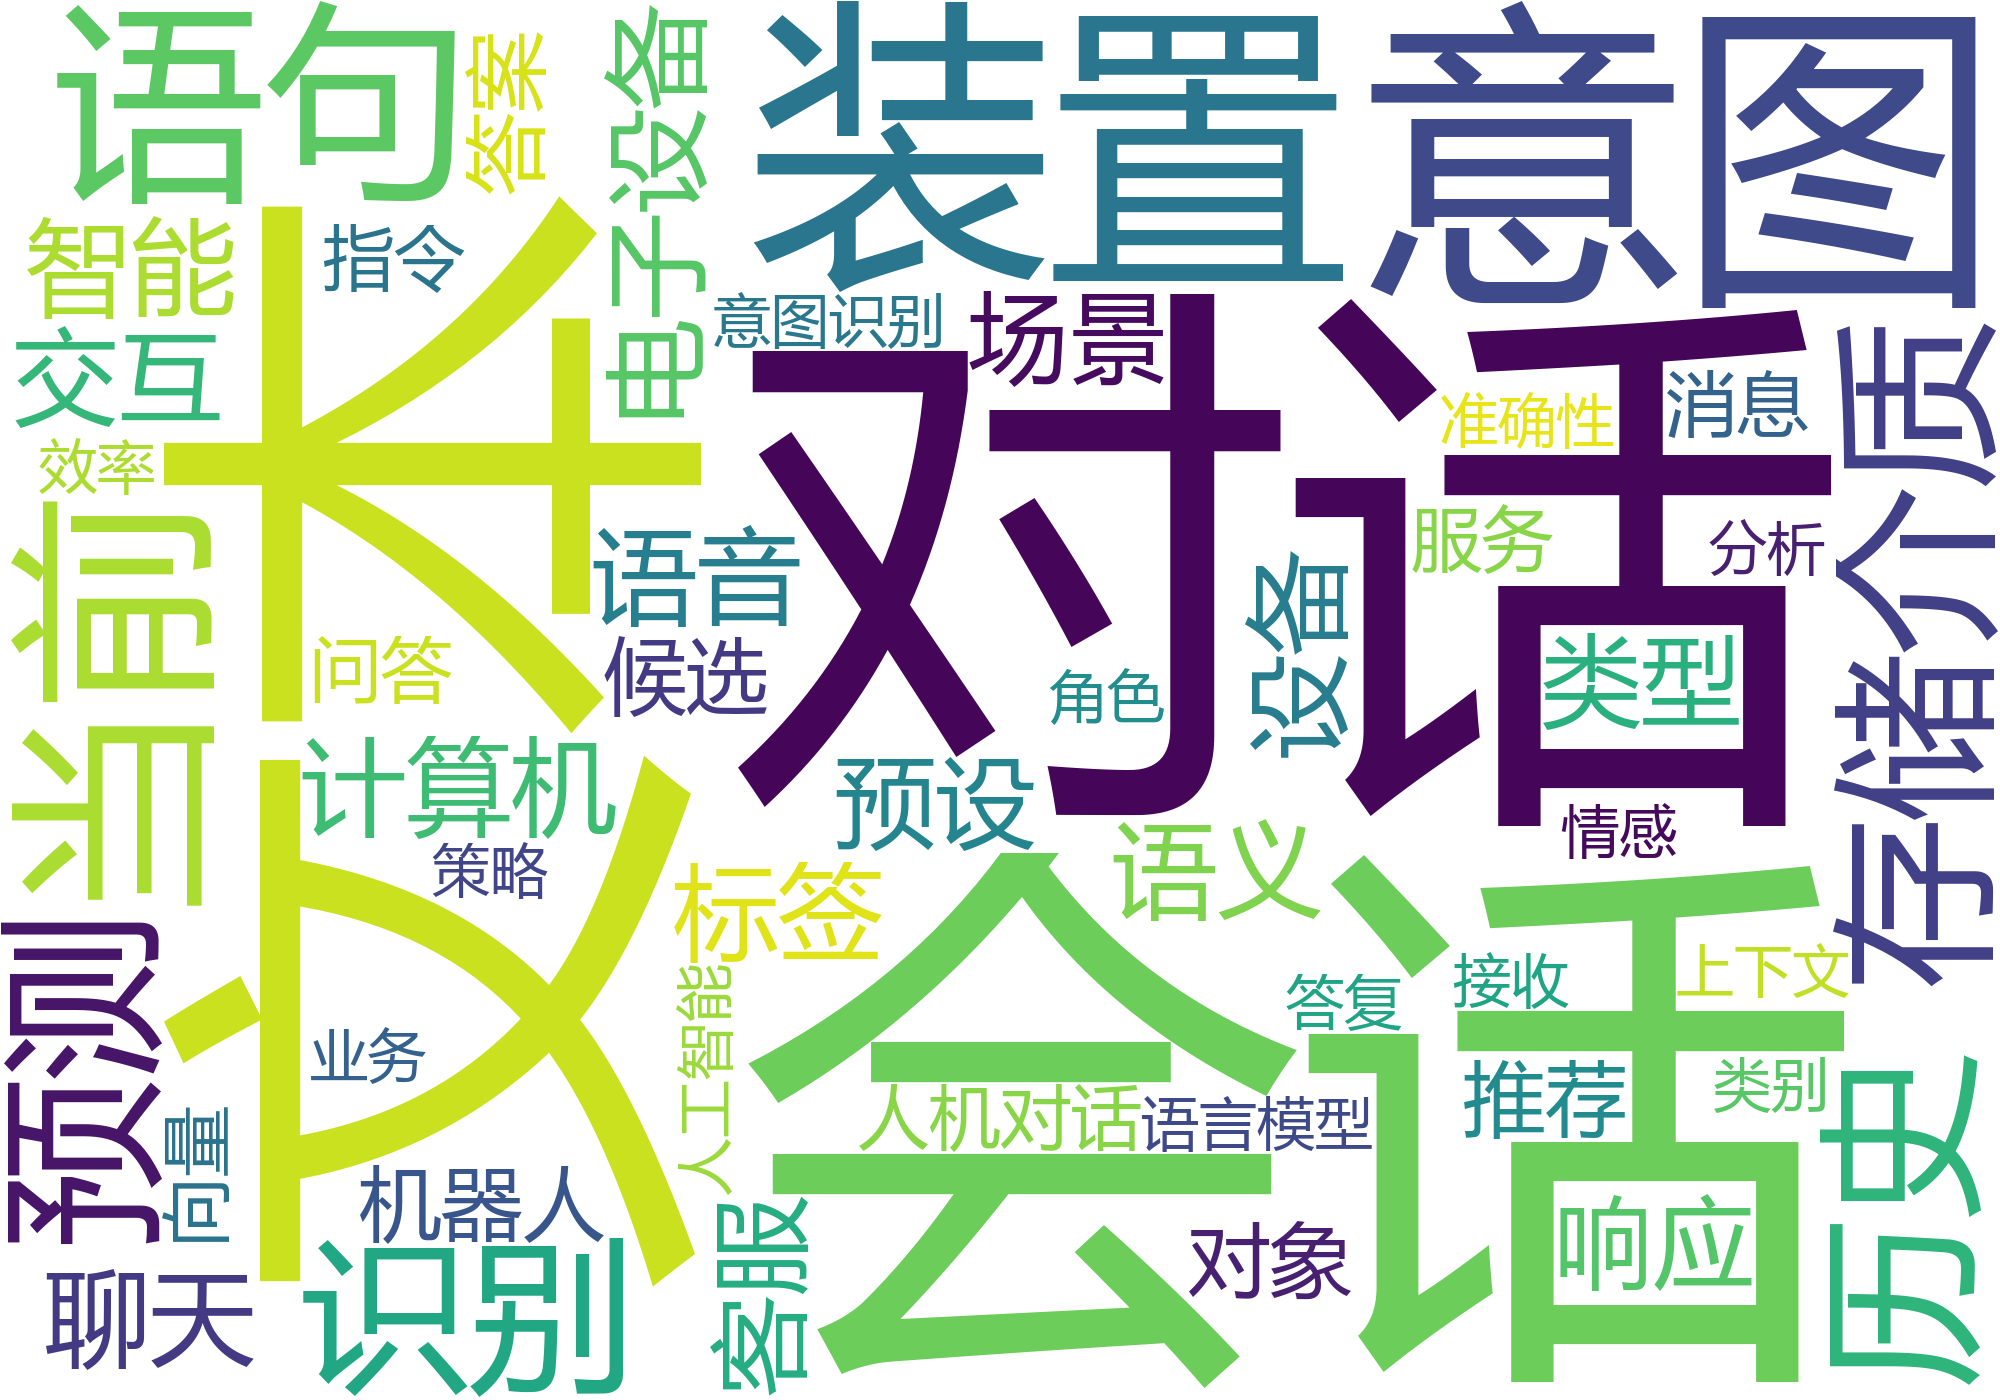 语句
答案
电子设备
装置
意图
智能
指令
意图识别
场景
对话
交互
效率
文本
准确性
消息
存储介质
当前
语音
服务
分析
设备
问答
候选
角色
类型
计算机
预设
策略
情感
标签
语义
会话
预测
人工智能
答复
接收
上下文
业务
向量
人机对话
语言模型
推荐
类别
历史
机器人
客服
对象
响应
聊天
识别